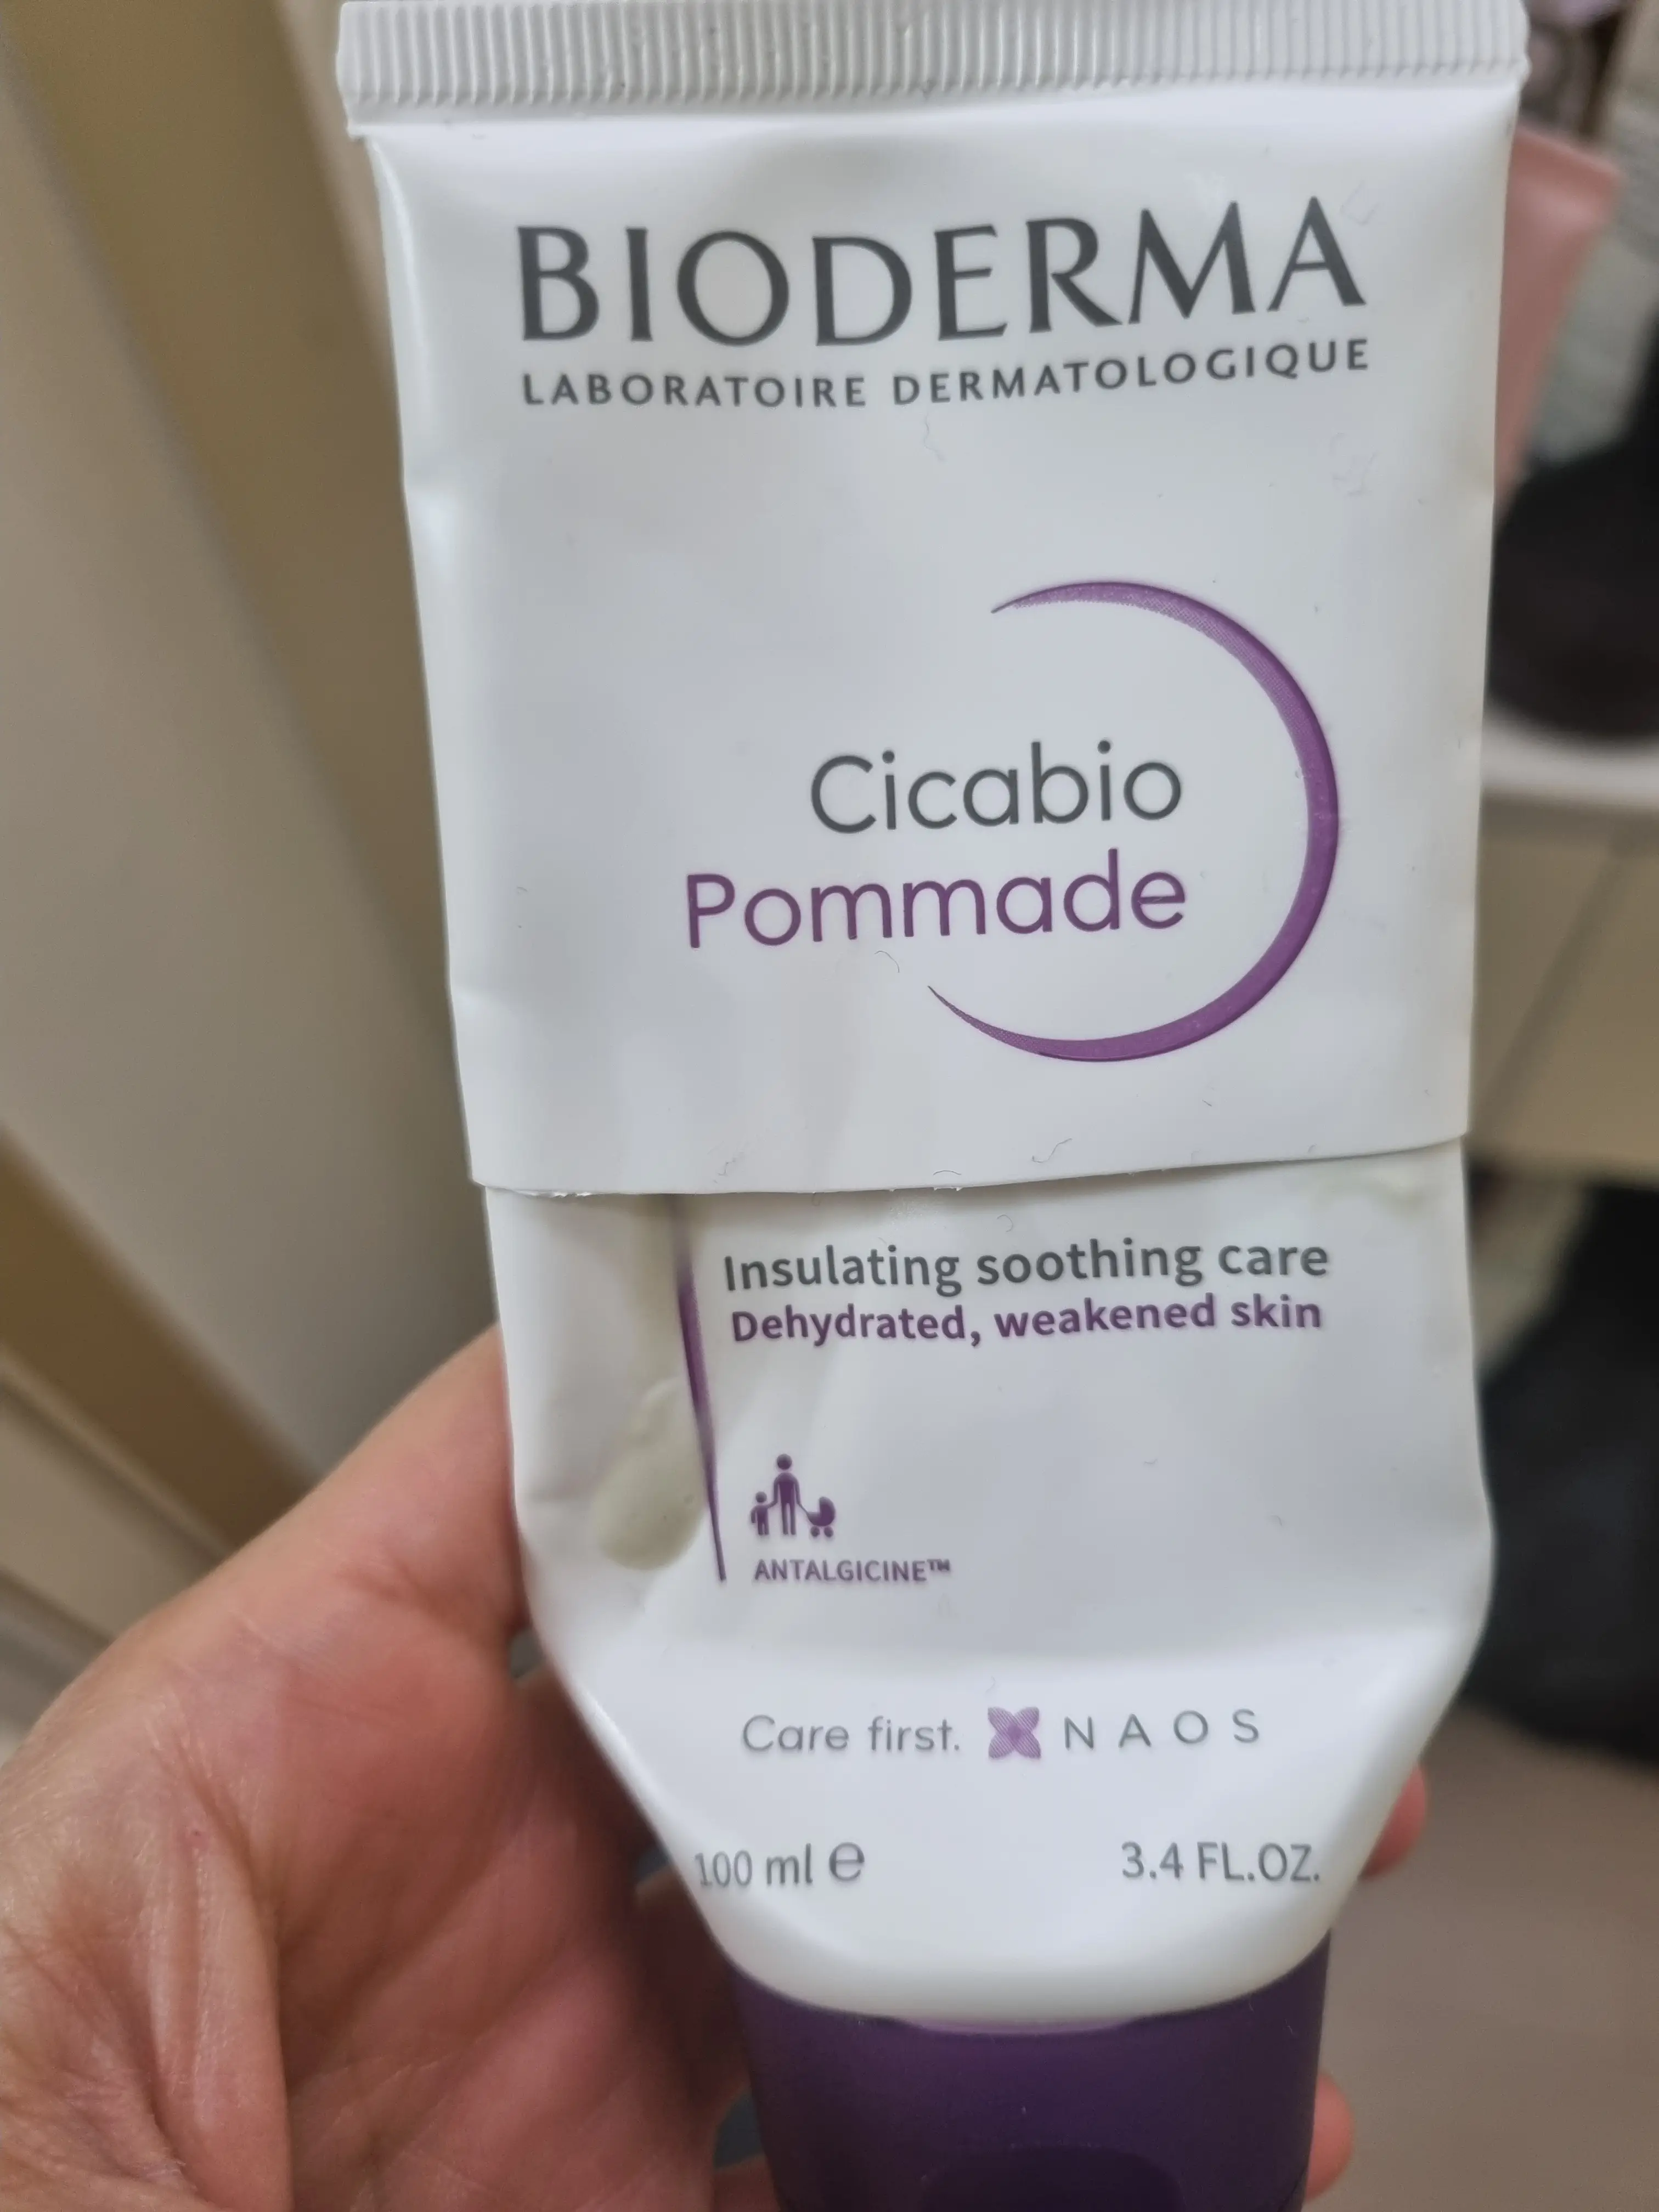 BIODERMA
LABORATOIRE DERMATOLOGIQUE
Cicabio
Pommade
Insulating soothing care
Dehydrated, weakened skin
ANTALGICINE™
Care first. NAOS
100 ml ℮ 3.4 FL.OZ.